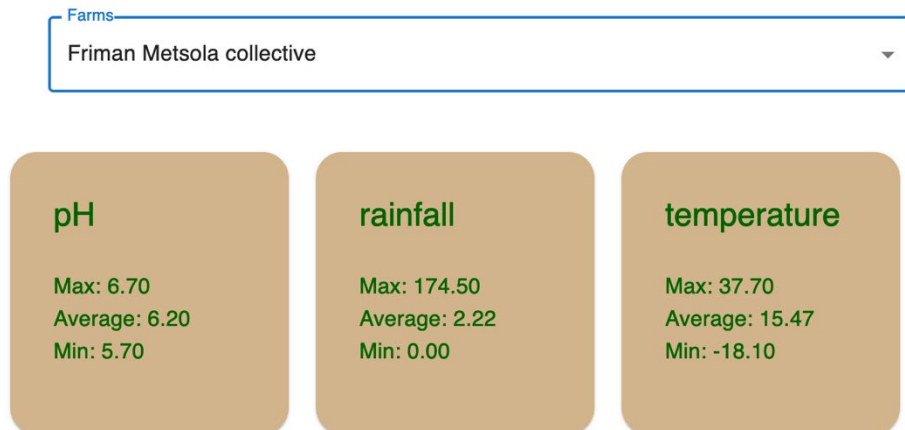 Farms
Friman Metsola collective
pH
Max: 6.70
Average: 6.20
Min: 5.70
rainfall
Max: 174.50
Average: 2.22
Min: 0.00
temperature
Max: 37.70
Average: 15.47
Min: -18.10